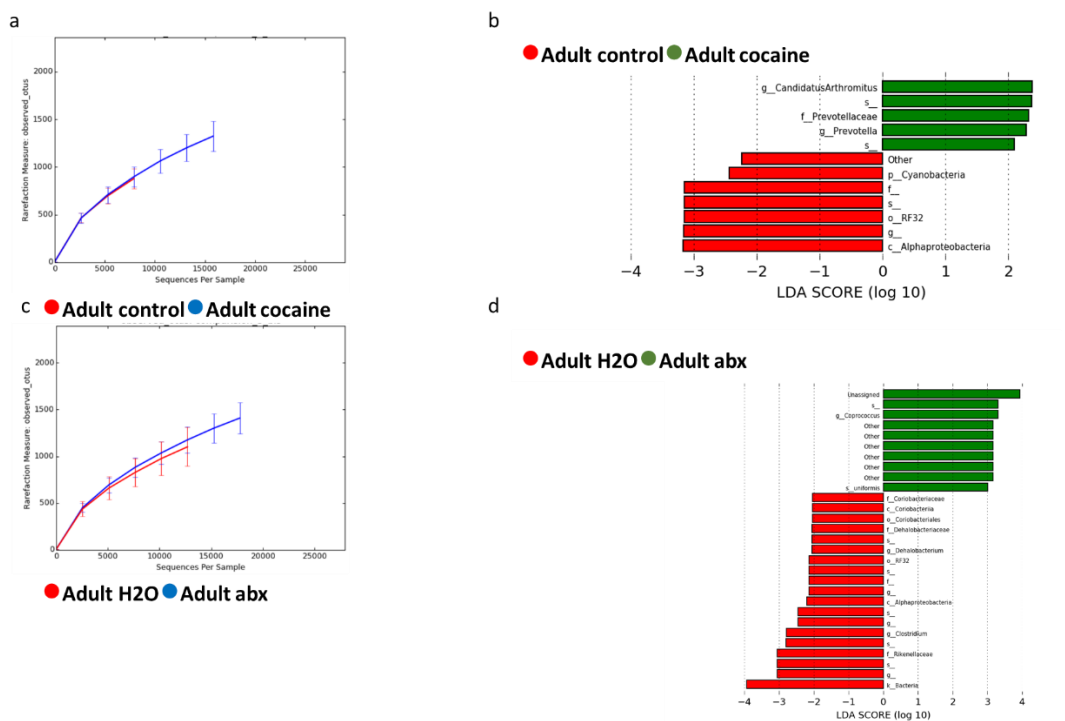 a
2000
1500
1000
500
0
Rarefaction Measure: observed_otus
0 5000 10000 15000 20000 25000
Sequences Per Sample
Adult control Adult cocaine
b
Adult control Adult cocaine
g__CandidatusArthromitus
s__
f__Prevotellaceae
g__Prevotella
s__
Other
p__Cyanobacteria
f__
s__
o__RF32
g__
c__Alphaproteobacteria
−4 −3 −2 −1 0 1 2
LDA SCORE (log 10)
c
2000
1500
1000
500
0
Rarefaction Measure: observed_otus
0 5000 10000 15000 20000 25000
Sequences Per Sample
Adult H2O Adult abx
d
Adult H2O Adult abx
Unassigned
s__
g__Coprococcus
Other
Other
Other
Other
Other
Other
s__uniformis
f__Coriobacteriaceae
c__Coriobacteriia
o__Coriobacteriales
f__Dehalobacteriaceae
s__
g__Dehalobacterium
o__RF32
s__
f__
g__
c__Alphaproteobacteria
s__
g__
g__Clostridium
s__
f__Rikenellaceae
s__
g__
k__Bacteria
−4 −3 −2 −1 0 1 2 3 4
LDA SCORE (log 10)